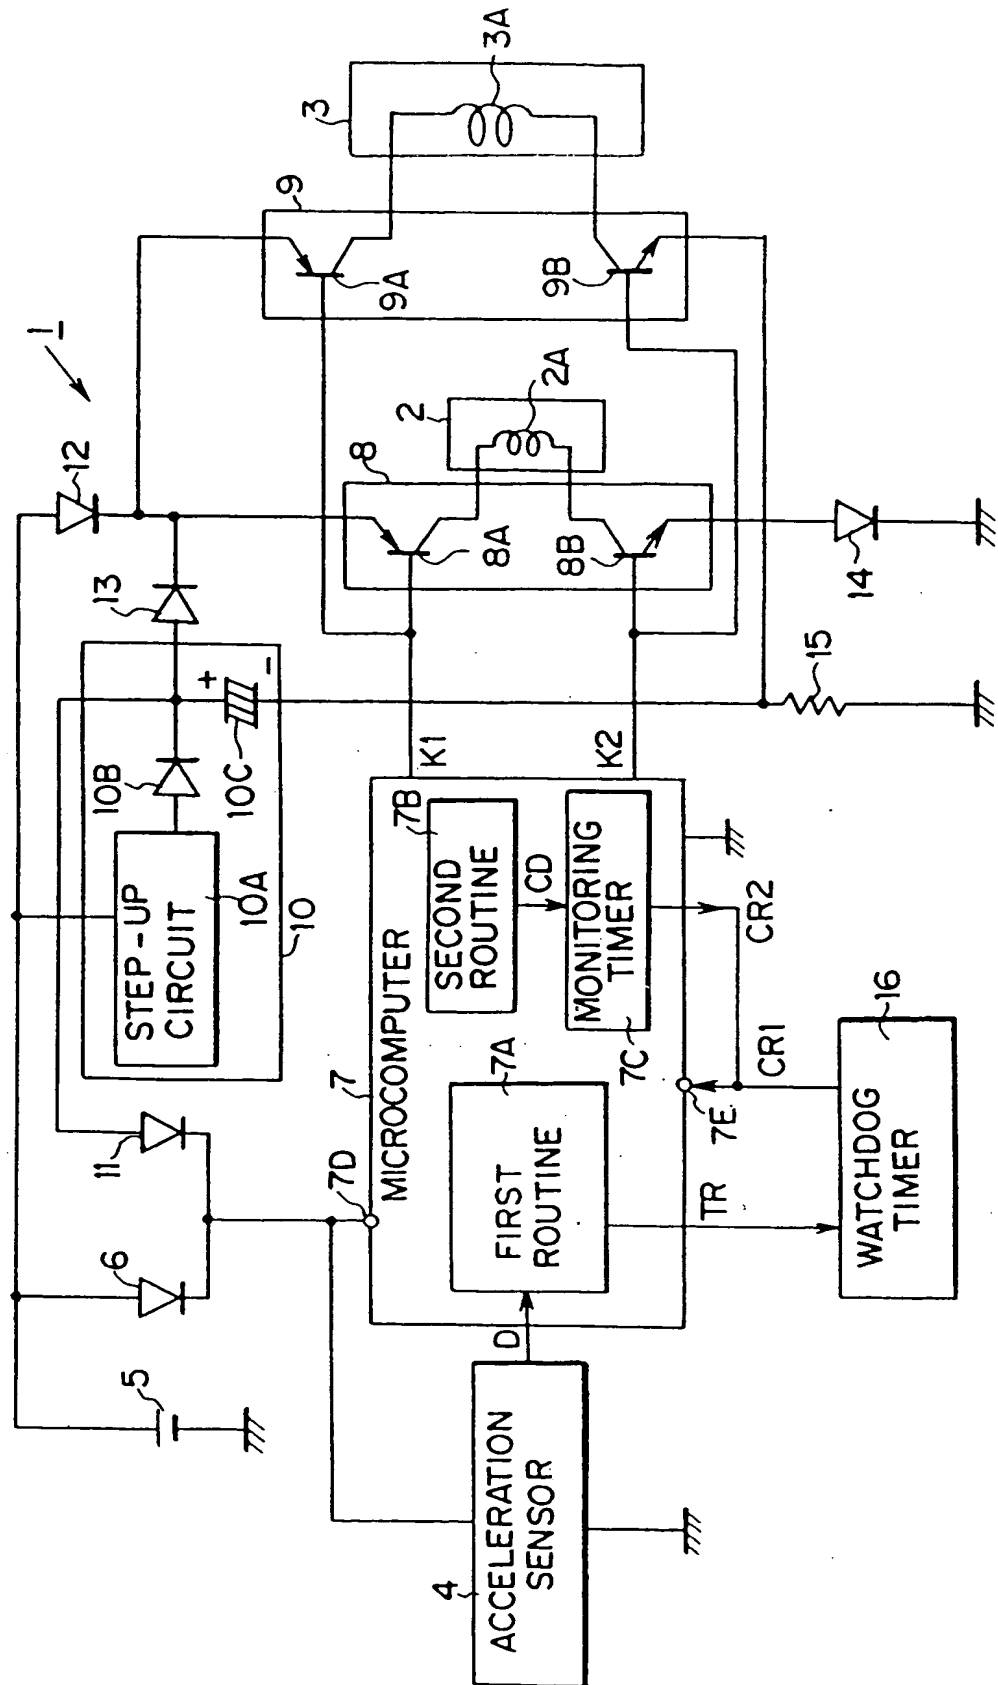 1
12
13
9
3
3A
9A
9B
8
2
2A
8A
8B
14
15
10B
10C
+
-
STEP-UP
CIRCUIT
10A
10
11
6
5
7
7D
MICROCOMPUTER
7B
SECOND
ROUTINE
CD
MONITORING
TIMER
7C
K1
K2
FIRST
ROUTINE
7A
7E
CR1
CR2
TR
D
4
ACCELERATION
SENSOR
WATCHDOG
TIMER
16